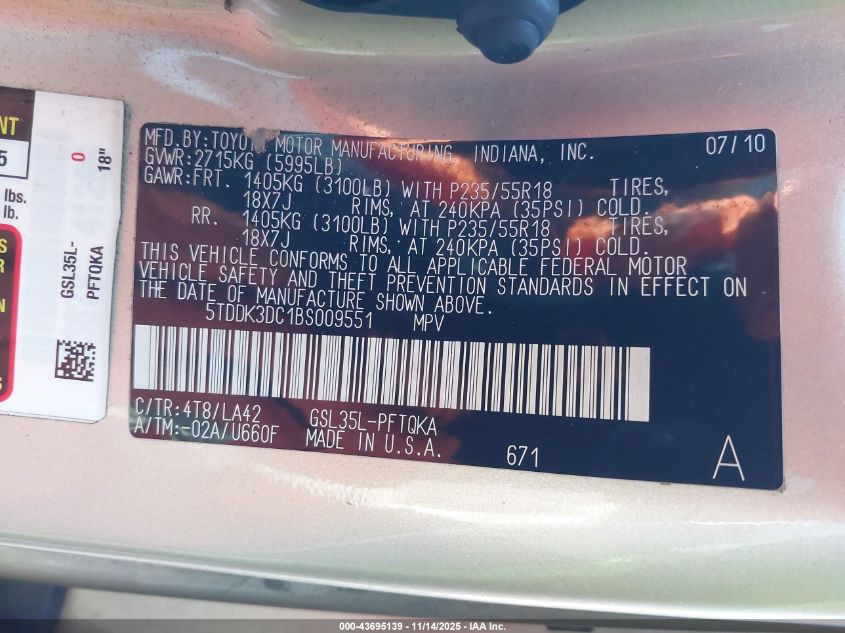 NT
5
lbs.
lb.
S
R
N
S
0
18"
GSL35L-
PFTQKA
MFD.BY:TOYOTA MOTOR MANUFACTURING, INDIANA, INC. 07/10
GVWR:2715KG (5995LB)
GAWR:FRT. 1405KG (3100LB) WITH P235/55R18 TIRES,
18X7J RIMS, AT 240KPA (35PSI) COLD.
RR. 1405KG (3100LB) WITH P235/55R18 TIRES,
18X7J RIMS, AT 240KPA (35PSI) COLD.
THIS VEHICLE CONFORMS TO ALL APPLICABLE FEDERAL MOTOR
VEHICLE SAFETY AND THEFT PREVENTION STANDARDS IN EFFECT ON
THE DATE OF MANUFACTURE SHOWN ABOVE.
5TDDK3DC1BS009551 MPV
C/TR:4T8/LA42 GSL35L-PFTQKA
A/TM:-02A/U660F MADE IN U.S.A.
671 A
000-43695139 - 11/14/2025 - IAA Inc.